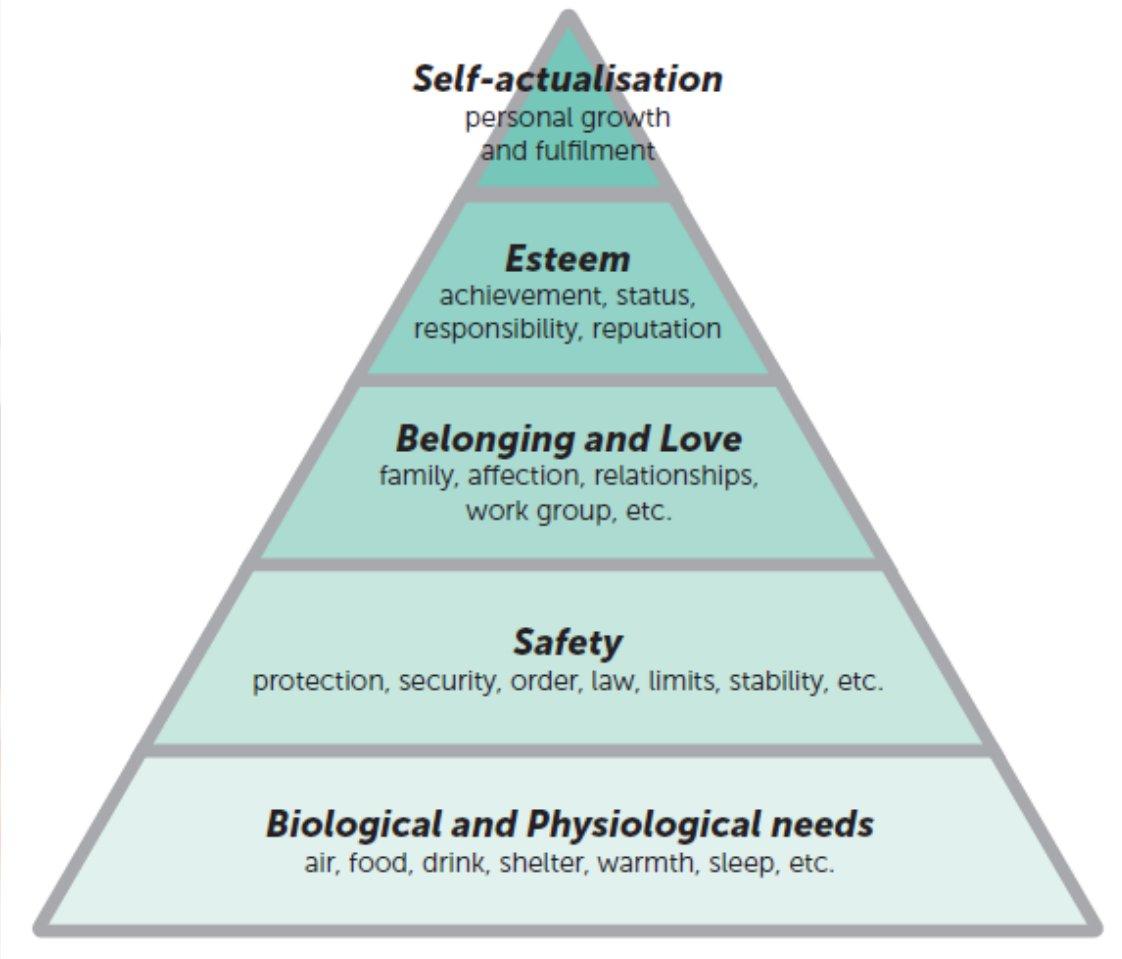 Self-actualisation
personal growth
and fulfilment
Esteem
achievement, status,
responsibility, reputation
Belonging and Love
family, affection, relationships,
work group, etc.
Safety
protection, security, order, law, limits, stability, etc.
Biological and Physiological needs
air, food, drink, shelter, warmth, sleep, etc.